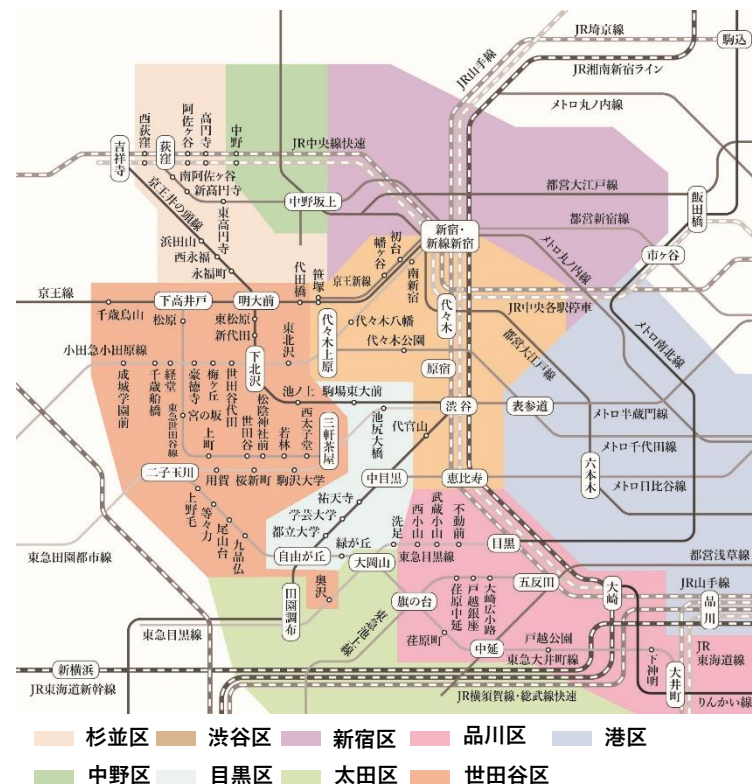 JR埼京線
駒込
JR山手線
JR湘南新宿ライン
メトロ丸ノ内線
西荻窪
阿佐ヶ谷
高円寺
中野
吉祥寺
荻窪
JR中央線快速
南阿佐ヶ谷
新高円寺
東高円寺
京王井の頭線
中野坂上
都営大江戸線
飯田橋
浜田山
西永福
永福町
新宿・
新線新宿
都営新宿線
市ヶ谷
初台
幡ヶ谷
南新宿
メトロ丸ノ内線
代田橋
笹塚
京王新線
京王線
千歳烏山
下高井戸
明大前
代々木
JR中央各駅停車
松原
東松原
新代田
東北沢
代々木上原
代々木八幡
代々木公園
都営大江戸線
メトロ南北線
小田急小田原線
下北沢
原宿
成城学園前
千歳船橋
経堂
東急世田谷線
豪徳寺
宮の坂
梅ヶ丘
上町
世田谷代田
世田谷
松陰神社前
若林
西太子堂
三軒茶屋
池ノ上
駒場東大前
池尻大橋
代官山
渋谷
表参道
メトロ半蔵門線
メトロ千代田線
六本木
メトロ日比谷線
二子玉川
用賀
桜新町
駒沢大学
中目黒
恵比寿
上野毛
等々力
尾山台
九品仏
祐天寺
学芸大学
都立大学
洗足
西小山
武蔵小山
不動前
目黒
東急目黒線
東急田園都市線
自由が丘
緑が丘
大岡山
都営浅草線
奥沢
田園調布
東急池上線
旗の台
荏原中延
戸越銀座
大崎広小路
五反田
大崎
JR山手線
品川
東急目黒線
荏原町
中延
戸越公園
東急大井町線
下神明
大井町
JR
東海道線
新横浜
JR東海道新幹線
JR横須賀線・総武線快速
りんかい線
杉並区 渋谷区 新宿区 品川区 港区
中野区 目黒区 太田区 世田谷区